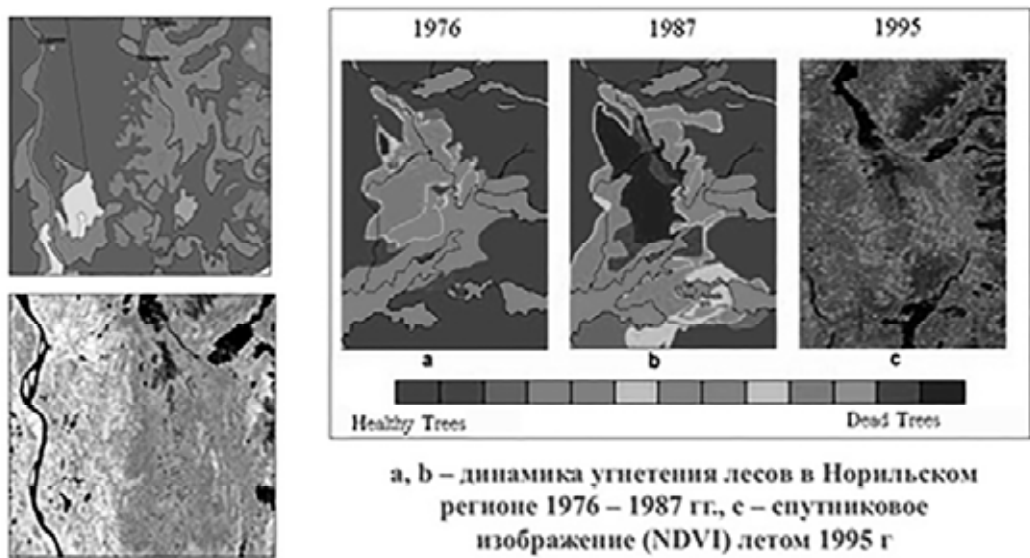 1976 1987 1995
a b c
Healthy Trees Dead Trees
a, b – динамика угнетения лесов в Норильском
регионе 1976 – 1987 гг., с – спутниковое
изображение (NDVI) летом 1995 г